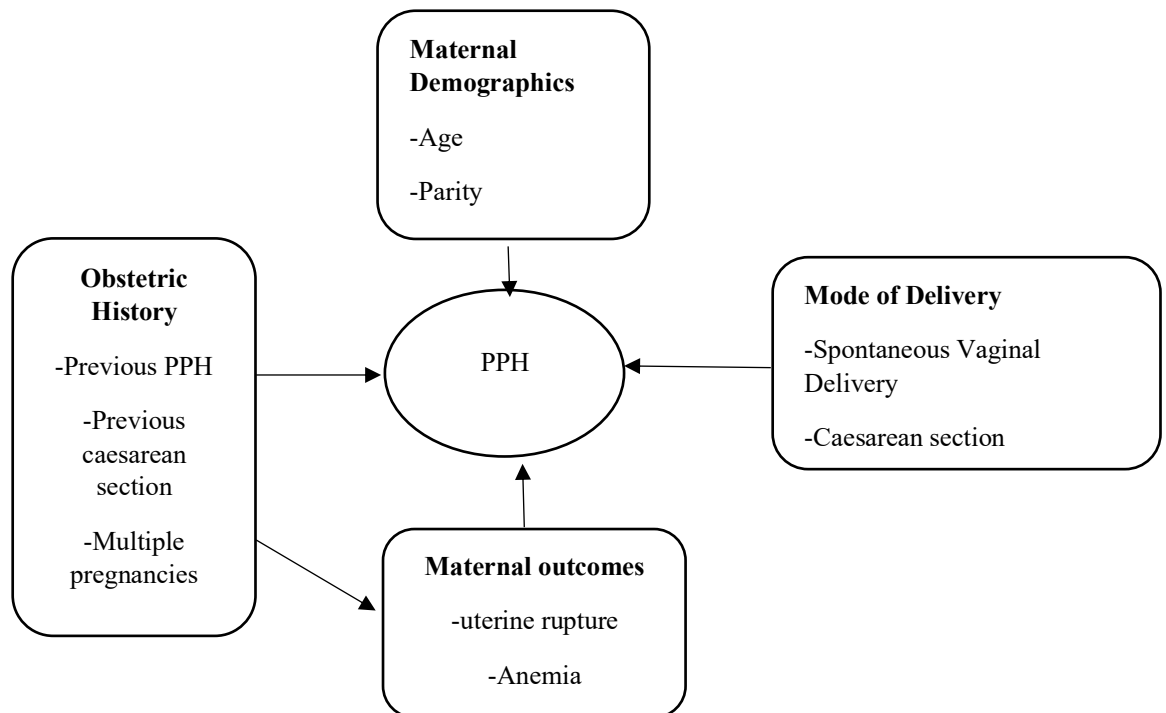 Maternal
Demographics
-Age
-Parity
Obstetric
History
-Previous PPH
-Previous
caesarean
section
-Multiple
pregnancies
PPH
Mode of Delivery
-Spontaneous Vaginal
Delivery
-Caesarean section
Maternal outcomes
-uterine rupture
-Anemia